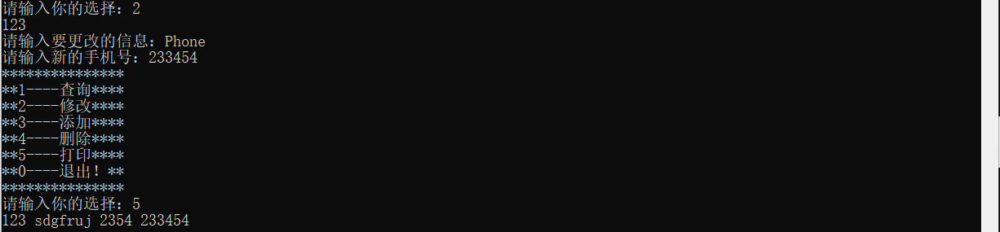 请输入你的选择：2
123
请输入要更改的信息：Phone
请输入新的手机号：233454
***************
**1----查询****
**2----修改****
**3----添加****
**4----删除****
**5----打印****
**0----退出！**
***************
请输入你的选择：5
123 sdgfruj 2354 233454